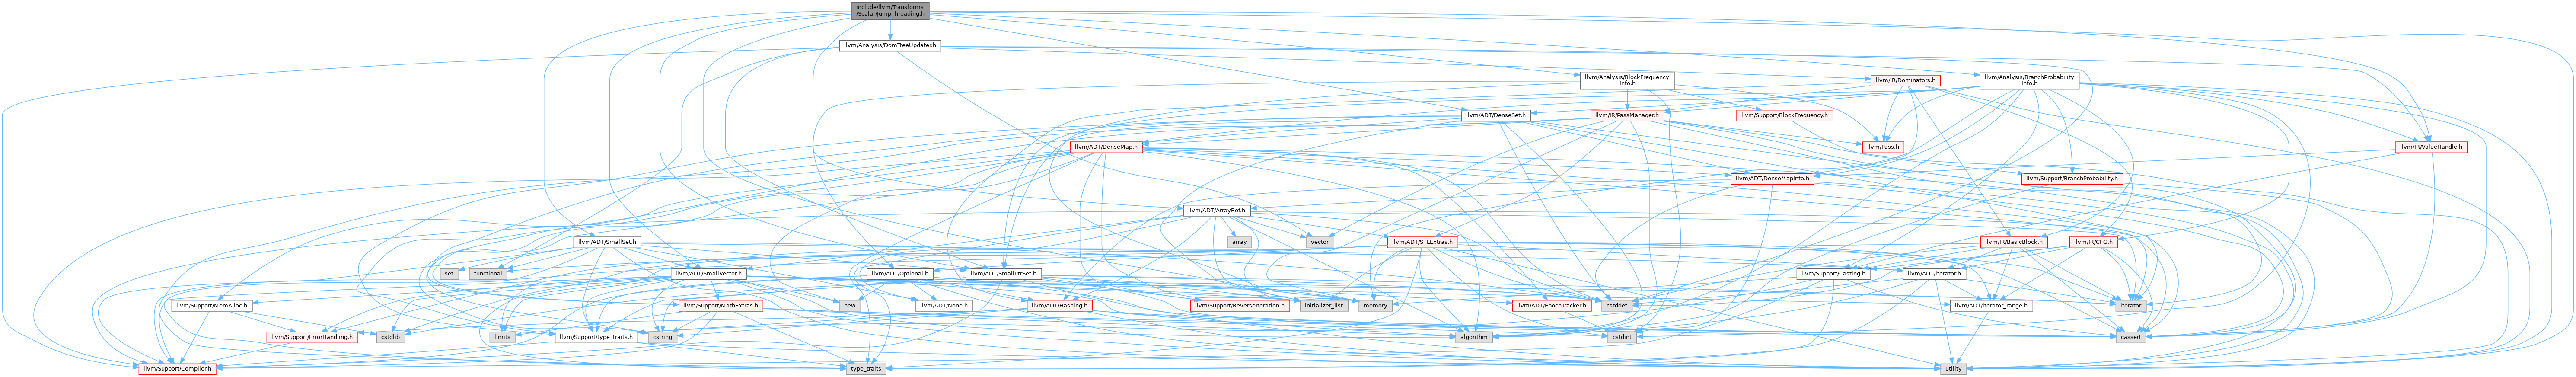 include/llvm/Transforms
/Scalar/JumpThreading.h
llvm/Analysis/DomTreeUpdater.h
llvm/Analysis/BlockFrequency
Info.h
llvm/IR/Dominators.h
llvm/Analysis/BranchProbability
Info.h
llvm/ADT/DenseSet.h
llvm/IR/PassManager.h
llvm/Support/BlockFrequency.h
llvm/ADT/DenseMap.h
llvm/Pass.h
llvm/IR/ValueHandle.h
llvm/ADT/DenseMapInfo.h
llvm/Support/BranchProbability.h
llvm/ADT/ArrayRef.h
llvm/ADT/SmallSet.h
array
vector
llvm/ADT/STLExtras.h
llvm/IR/BasicBlock.h
llvm/IR/CFG.h
set
functional
llvm/ADT/SmallVector.h
llvm/ADT/Optional.h
llvm/ADT/SmallPtrSet.h
llvm/Support/Casting.h
llvm/ADT/iterator.h
llvm/Support/MemAlloc.h
llvm/Support/MathExtras.h
new
llvm/ADT/None.h
llvm/ADT/Hashing.h
llvm/Support/ReverseIteration.h
initializer_list
memory
llvm/ADT/EpochTracker.h
cstddef
llvm/ADT/iterator_range.h
iterator
llvm/Support/ErrorHandling.h
cstdlib
limits
llvm/Support/type_traits.h
cstring
algorithm
cstdint
cassert
llvm/Support/Compiler.h
type_traits
utility